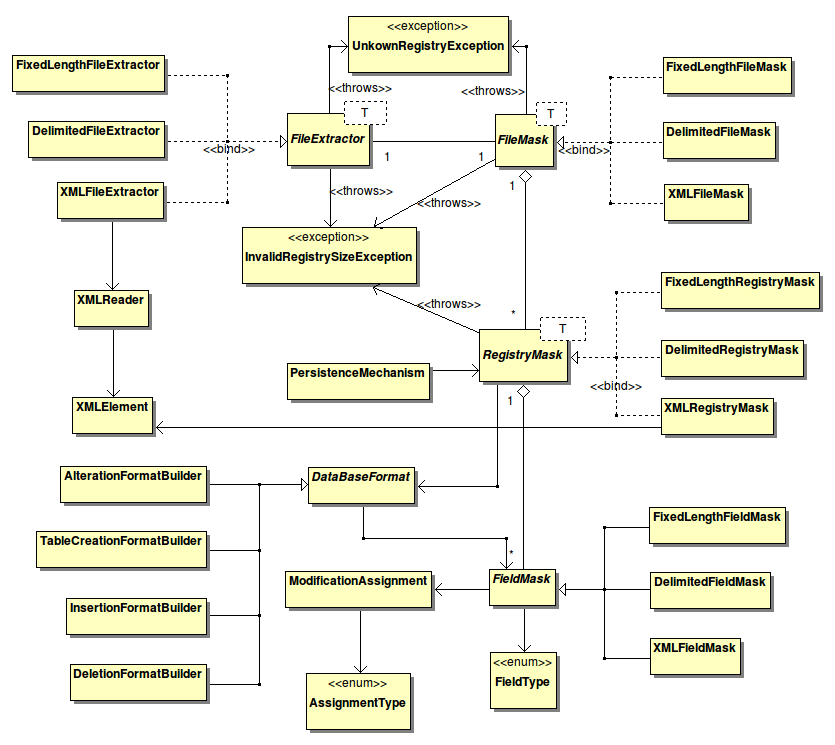 <<exception>>
UnkownRegistryException
FixedLengthFileExtractor
FixedLengthFileMask
<<throws>>
<<throws>>
T
T
DelimitedFileExtractor
FileExtractor
FileMask
DelimitedFileMask
<<bind>>
<<bind>>
1
1
XMLFileExtractor
<<throws>>
1
XMLFileMask
<<throws>>
<<exception>>
InvalidRegistrySizeException
FixedLengthRegistryMask
XMLReader
<<throws>>
*
T
RegistryMask
DelimitedRegistryMask
PersistenceMechanism
<<bind>>
XMLElement
1
XMLRegistryMask
AlterationFormatBuilder
DataBaseFormat
FixedLengthFieldMask
TableCreationFormatBuilder
*
ModificationAssignment
FieldMask
DelimitedFieldMask
InsertionFormatBuilder
XMLFieldMask
DeletionFormatBuilder
<<enum>>
AssignmentType
<<enum>>
FieldType